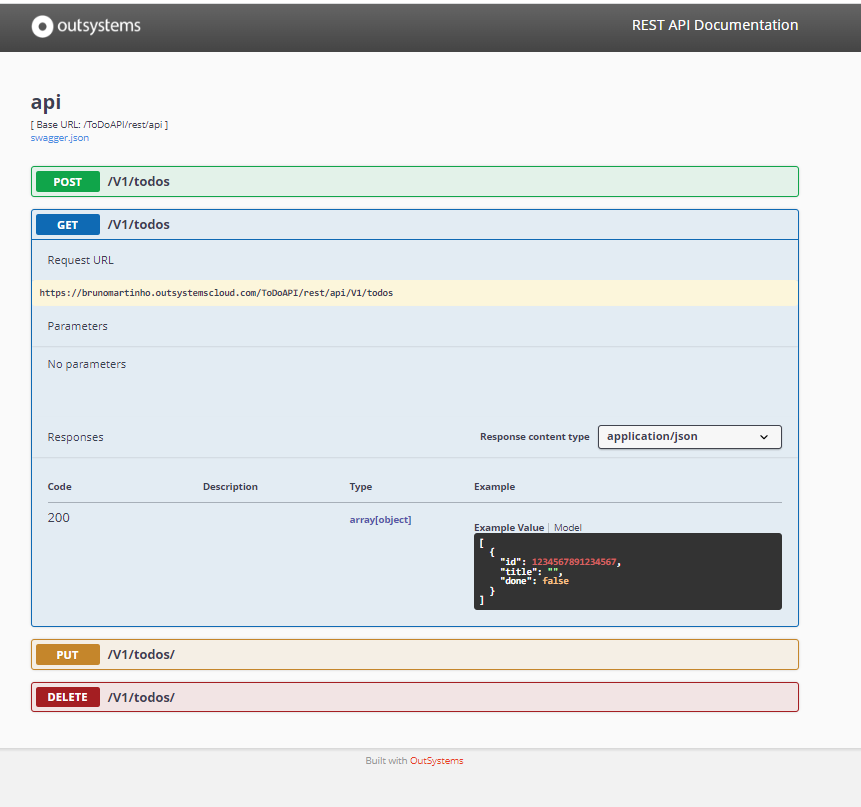 outsystems
REST API Documentation
api
[ Base URL: /ToDoAPI/rest/api ]
swagger.json
POST /V1/todos
GET /V1/todos
Request URL
https://brunomartinho.outsystemscloud.com/ToDoAPI/rest/api/V1/todos
Parameters
No parameters
Responses
Response content type application/json
Code Description Type Example
200 array[object]
Example Value | Model
[
{
"id": 1234567891234567,
"title": "",
"done": false
}
]
PUT /V1/todos/
DELETE /V1/todos/
Built with OutSystems